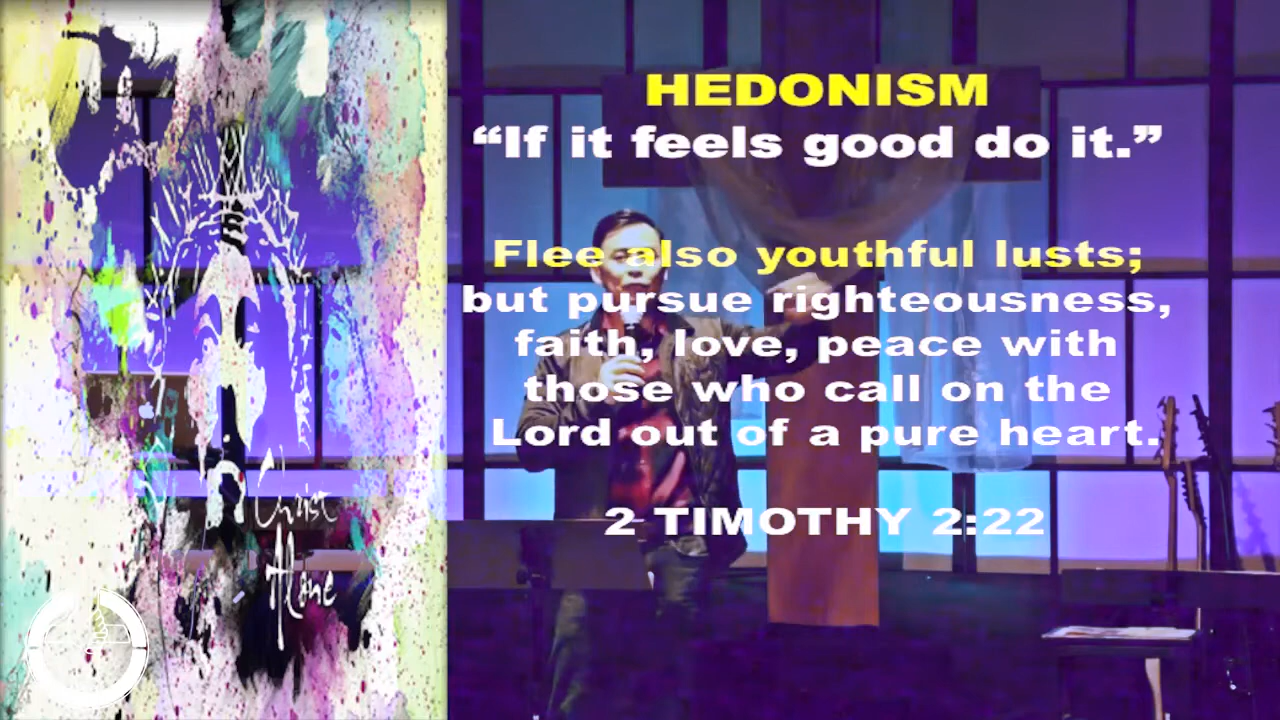 HEDONISM
“If it feels good do it.”
Flee also youthful lusts;
but pursue righteousness,
faith, love, peace with
those who call on the
Lord out of a pure heart.
2 TIMOTHY 2:22
Christ
Alone